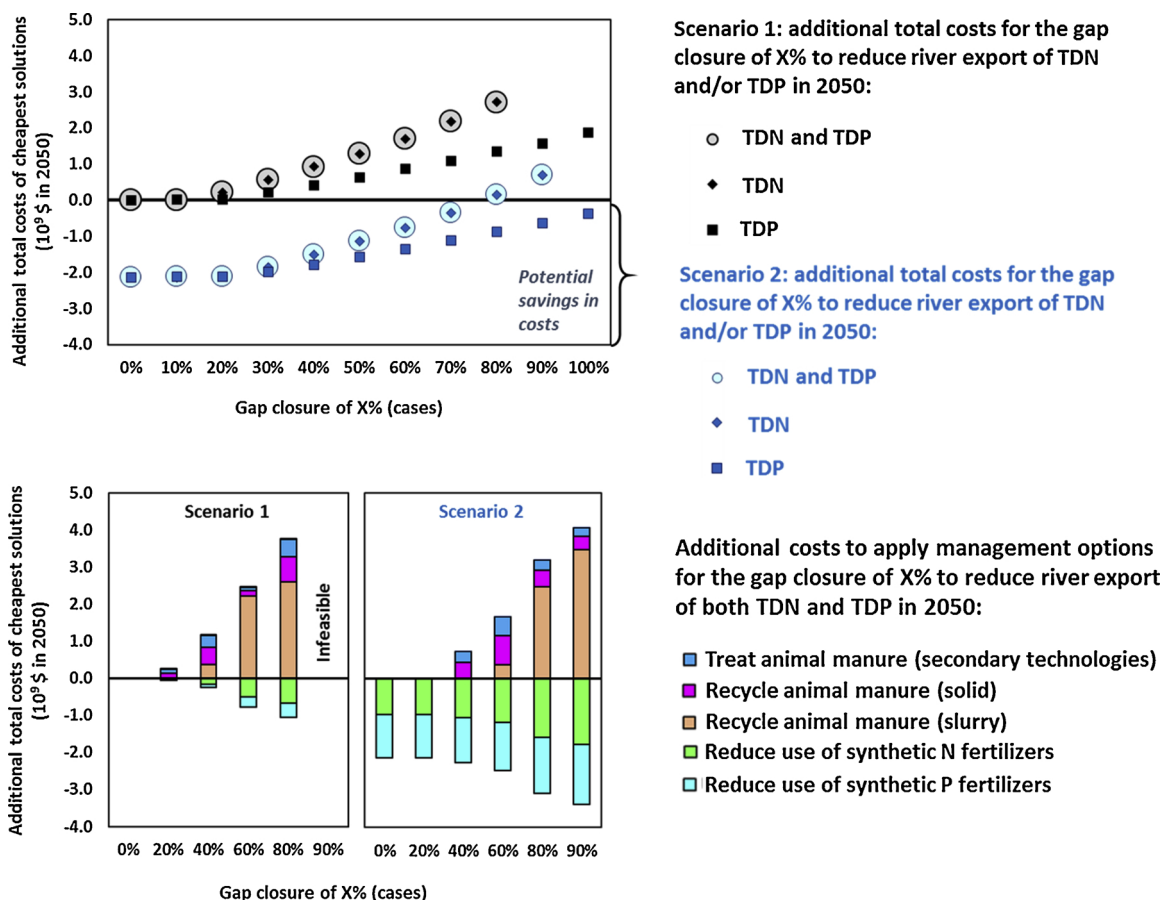 Additional total costs of cheapest solutions
(10⁹ $ in 2050)
5.0
4.0
3.0
2.0
1.0
0.0
-1.0
-2.0
-3.0
-4.0
Potential
savings in
costs
0% 10% 20% 30% 40% 50% 60% 70% 80% 90% 100%
Gap closure of X% (cases)
Scenario 1: additional total costs for the gap
closure of X% to reduce river export of TDN
and/or TDP in 2050:
TDN and TDP
TDN
TDP
Scenario 2: additional total costs for the gap
closure of X% to reduce river export of TDN
and/or TDP in 2050:
TDN and TDP
TDN
TDP
Additional total costs of cheapest solutions
(10⁹ $ in 2050)
5.0
4.0
3.0
2.0
1.0
0.0
-1.0
-2.0
-3.0
-4.0
Scenario 1
Infeasible
0% 20% 40% 60% 80% 90%
Scenario 2
0% 20% 40% 60% 80% 90%
Gap closure of X% (cases)
Additional costs to apply management options
for the gap closure of X% to reduce river export
of both TDN and TDP in 2050:
Treat animal manure (secondary technologies)
Recycle animal manure (solid)
Recycle animal manure (slurry)
Reduce use of synthetic N fertilizers
Reduce use of synthetic P fertilizers